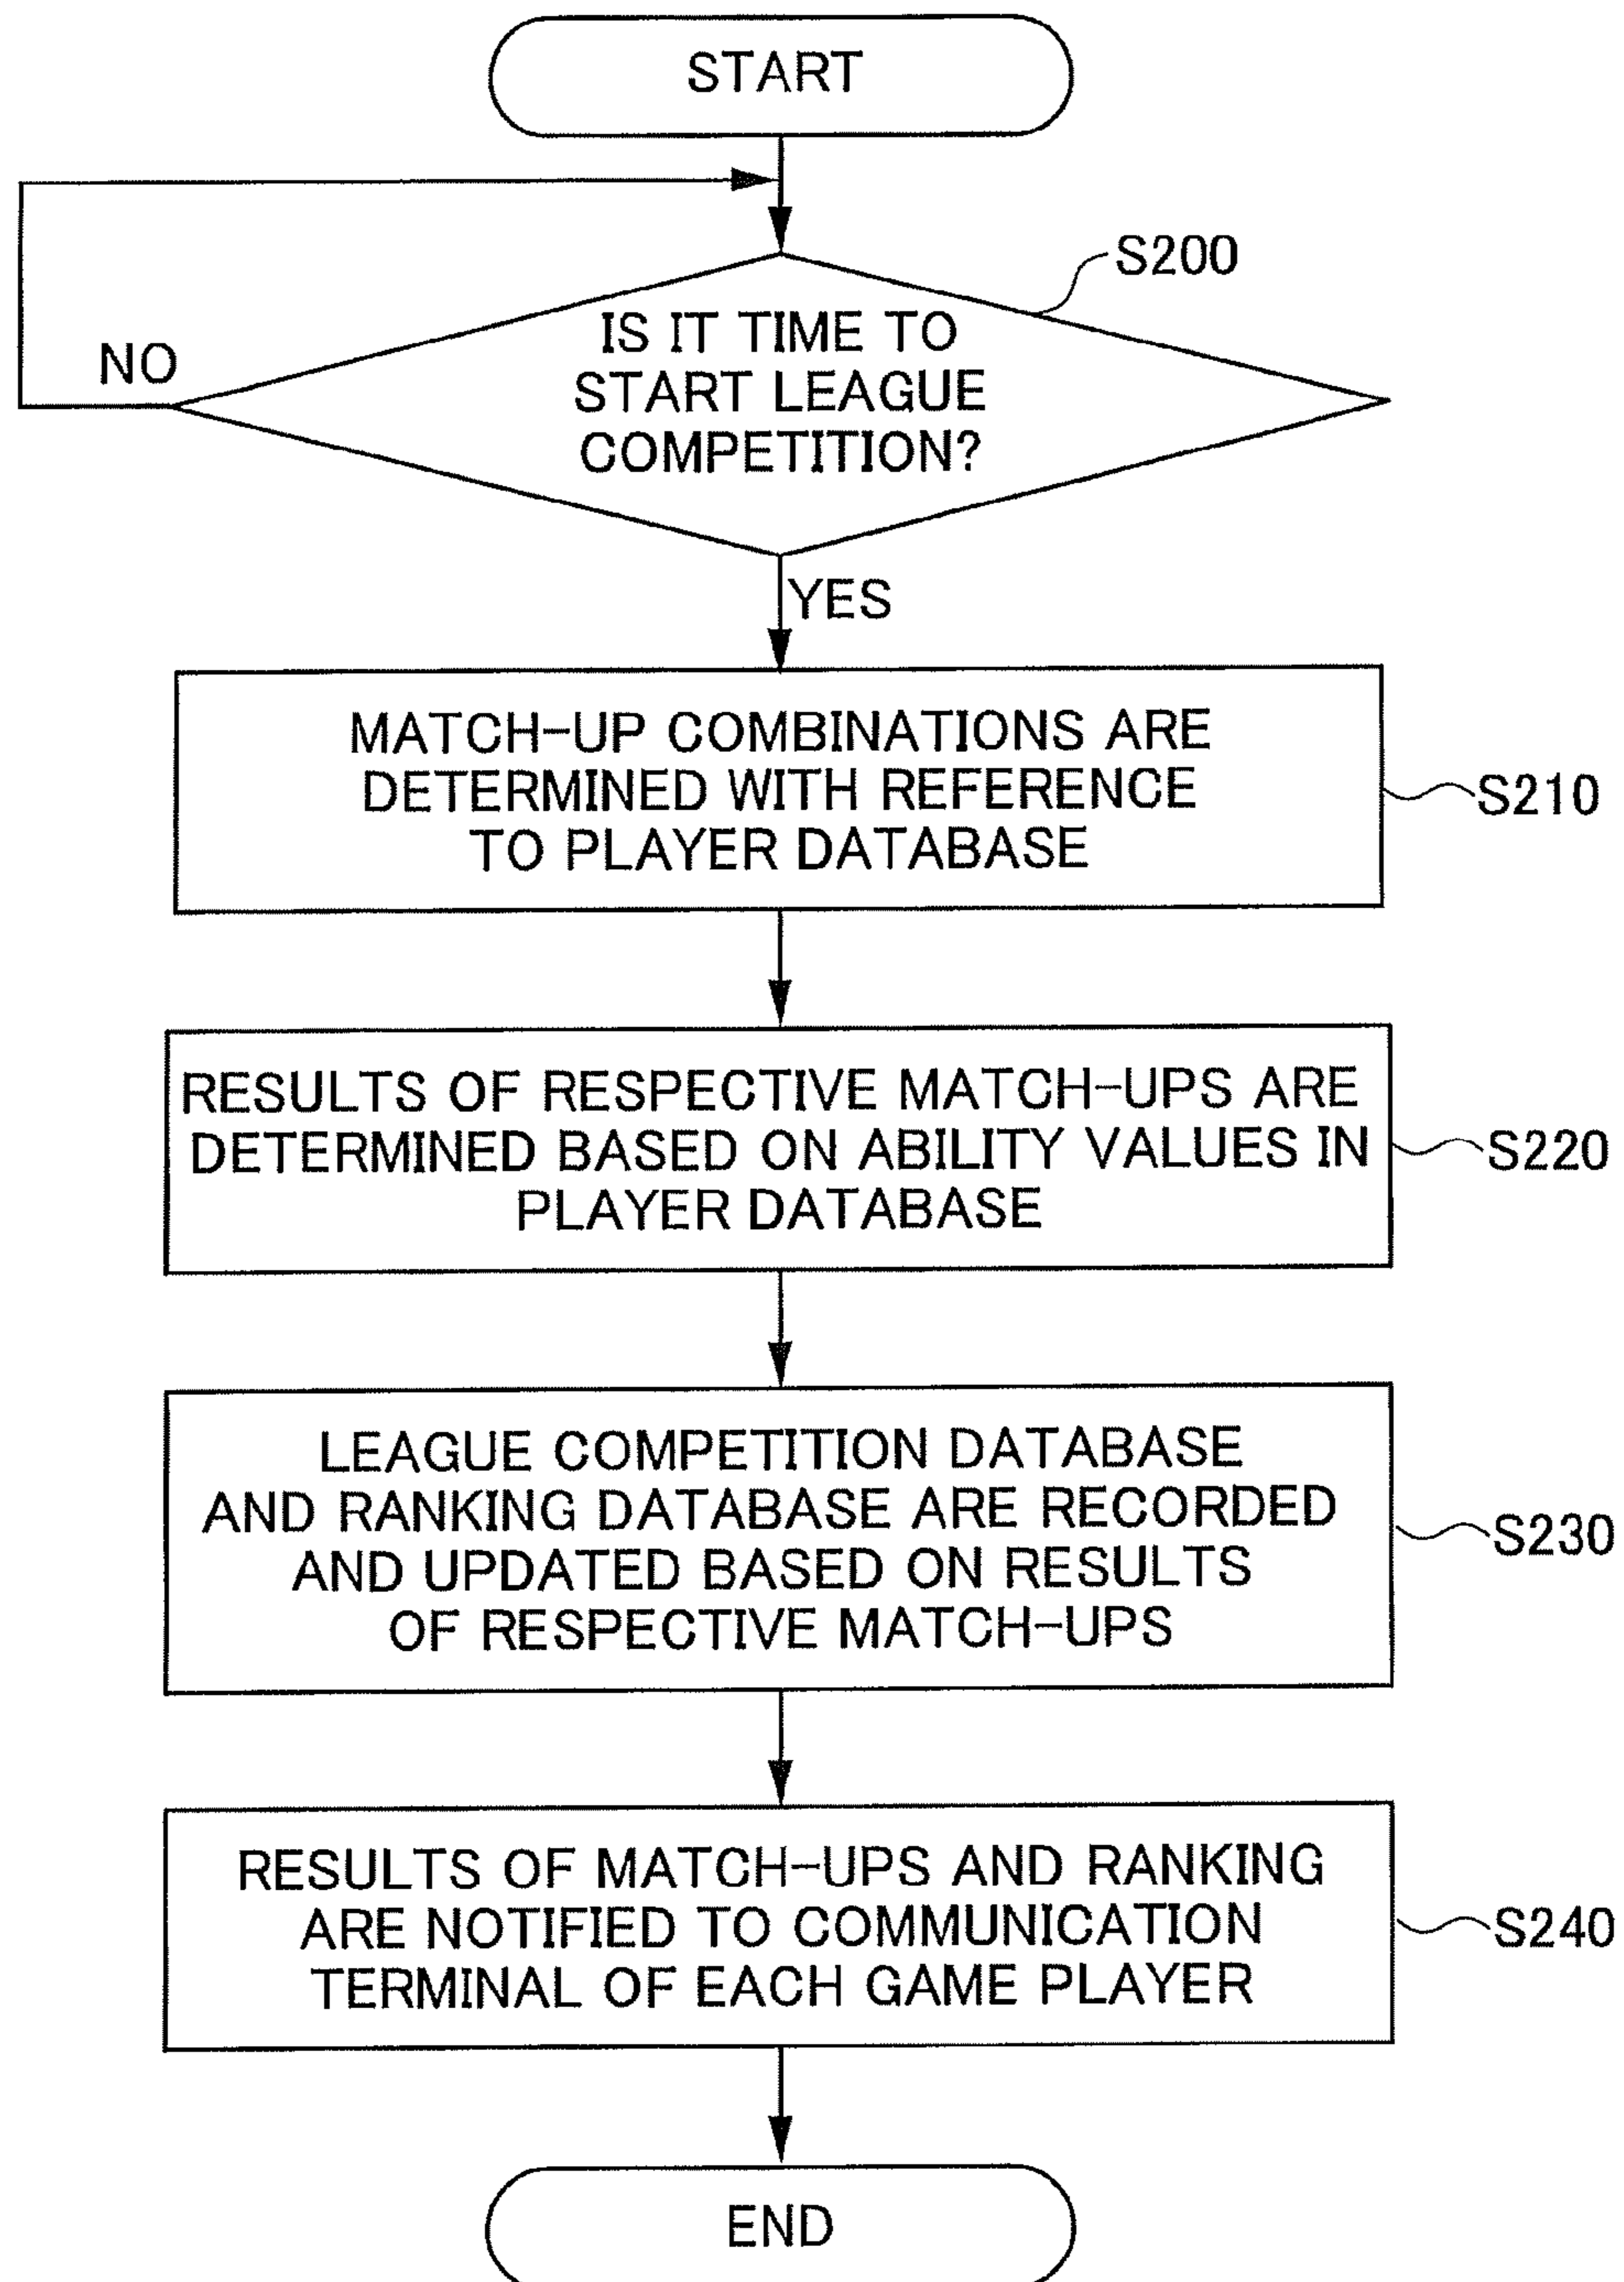 START
S200
IS IT TIME TO
START LEAGUE
COMPETITION?
NO
YES
MATCH-UP COMBINATIONS ARE
DETERMINED WITH REFERENCE
TO PLAYER DATABASE
S210
RESULTS OF RESPECTIVE MATCH-UPS ARE
DETERMINED BASED ON ABILITY VALUES IN
PLAYER DATABASE
S220
LEAGUE COMPETITION DATABASE
AND RANKING DATABASE ARE RECORDED
AND UPDATED BASED ON RESULTS
OF RESPECTIVE MATCH-UPS
S230
RESULTS OF MATCH-UPS AND RANKING
ARE NOTIFIED TO COMMUNICATION
TERMINAL OF EACH GAME PLAYER
S240
END